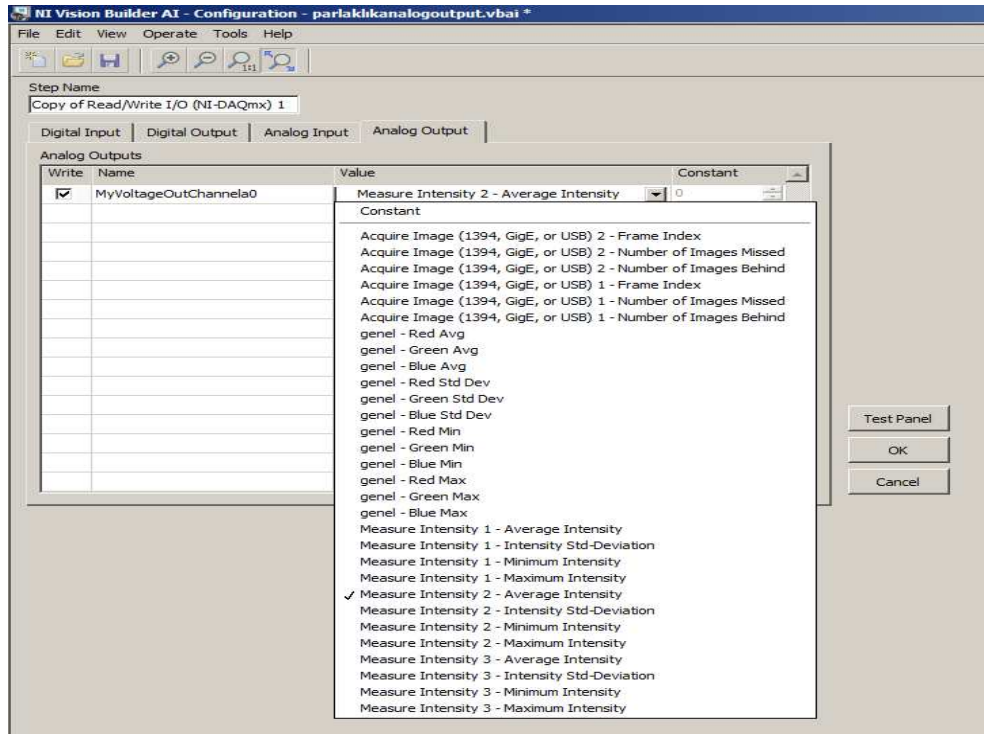 NI Vision Builder AI - Configuration - parlaklıkanalogoutput.vbai *
File Edit View Operate Tools Help
1:1
Step Name
Copy of Read/Write I/O (NI-DAQmx) 1
Digital Input Digital Output Analog Input Analog Output
Analog Outputs
Write Name Value Constant
MyVoltageOutChannela0 Measure Intensity 2 - Average Intensity 0
Constant
Acquire Image (1394, GigE, or USB) 2 - Frame Index
Acquire Image (1394, GigE, or USB) 2 - Number of Images Missed
Acquire Image (1394, GigE, or USB) 2 - Number of Images Behind
Acquire Image (1394, GigE, or USB) 1 - Frame Index
Acquire Image (1394, GigE, or USB) 1 - Number of Images Missed
Acquire Image (1394, GigE, or USB) 1 - Number of Images Behind
genel - Red Avg
genel - Green Avg
genel - Blue Avg
genel - Red Std Dev
genel - Green Std Dev
genel - Blue Std Dev
genel - Red Min
genel - Green Min
genel - Blue Min
genel - Red Max
genel - Green Max
genel - Blue Max
Measure Intensity 1 - Average Intensity
Measure Intensity 1 - Intensity Std-Deviation
Measure Intensity 1 - Minimum Intensity
Measure Intensity 1 - Maximum Intensity
Measure Intensity 2 - Average Intensity
Measure Intensity 2 - Intensity Std-Deviation
Measure Intensity 2 - Minimum Intensity
Measure Intensity 2 - Maximum Intensity
Measure Intensity 3 - Average Intensity
Measure Intensity 3 - Intensity Std-Deviation
Measure Intensity 3 - Minimum Intensity
Measure Intensity 3 - Maximum Intensity
Test Panel
OK
Cancel